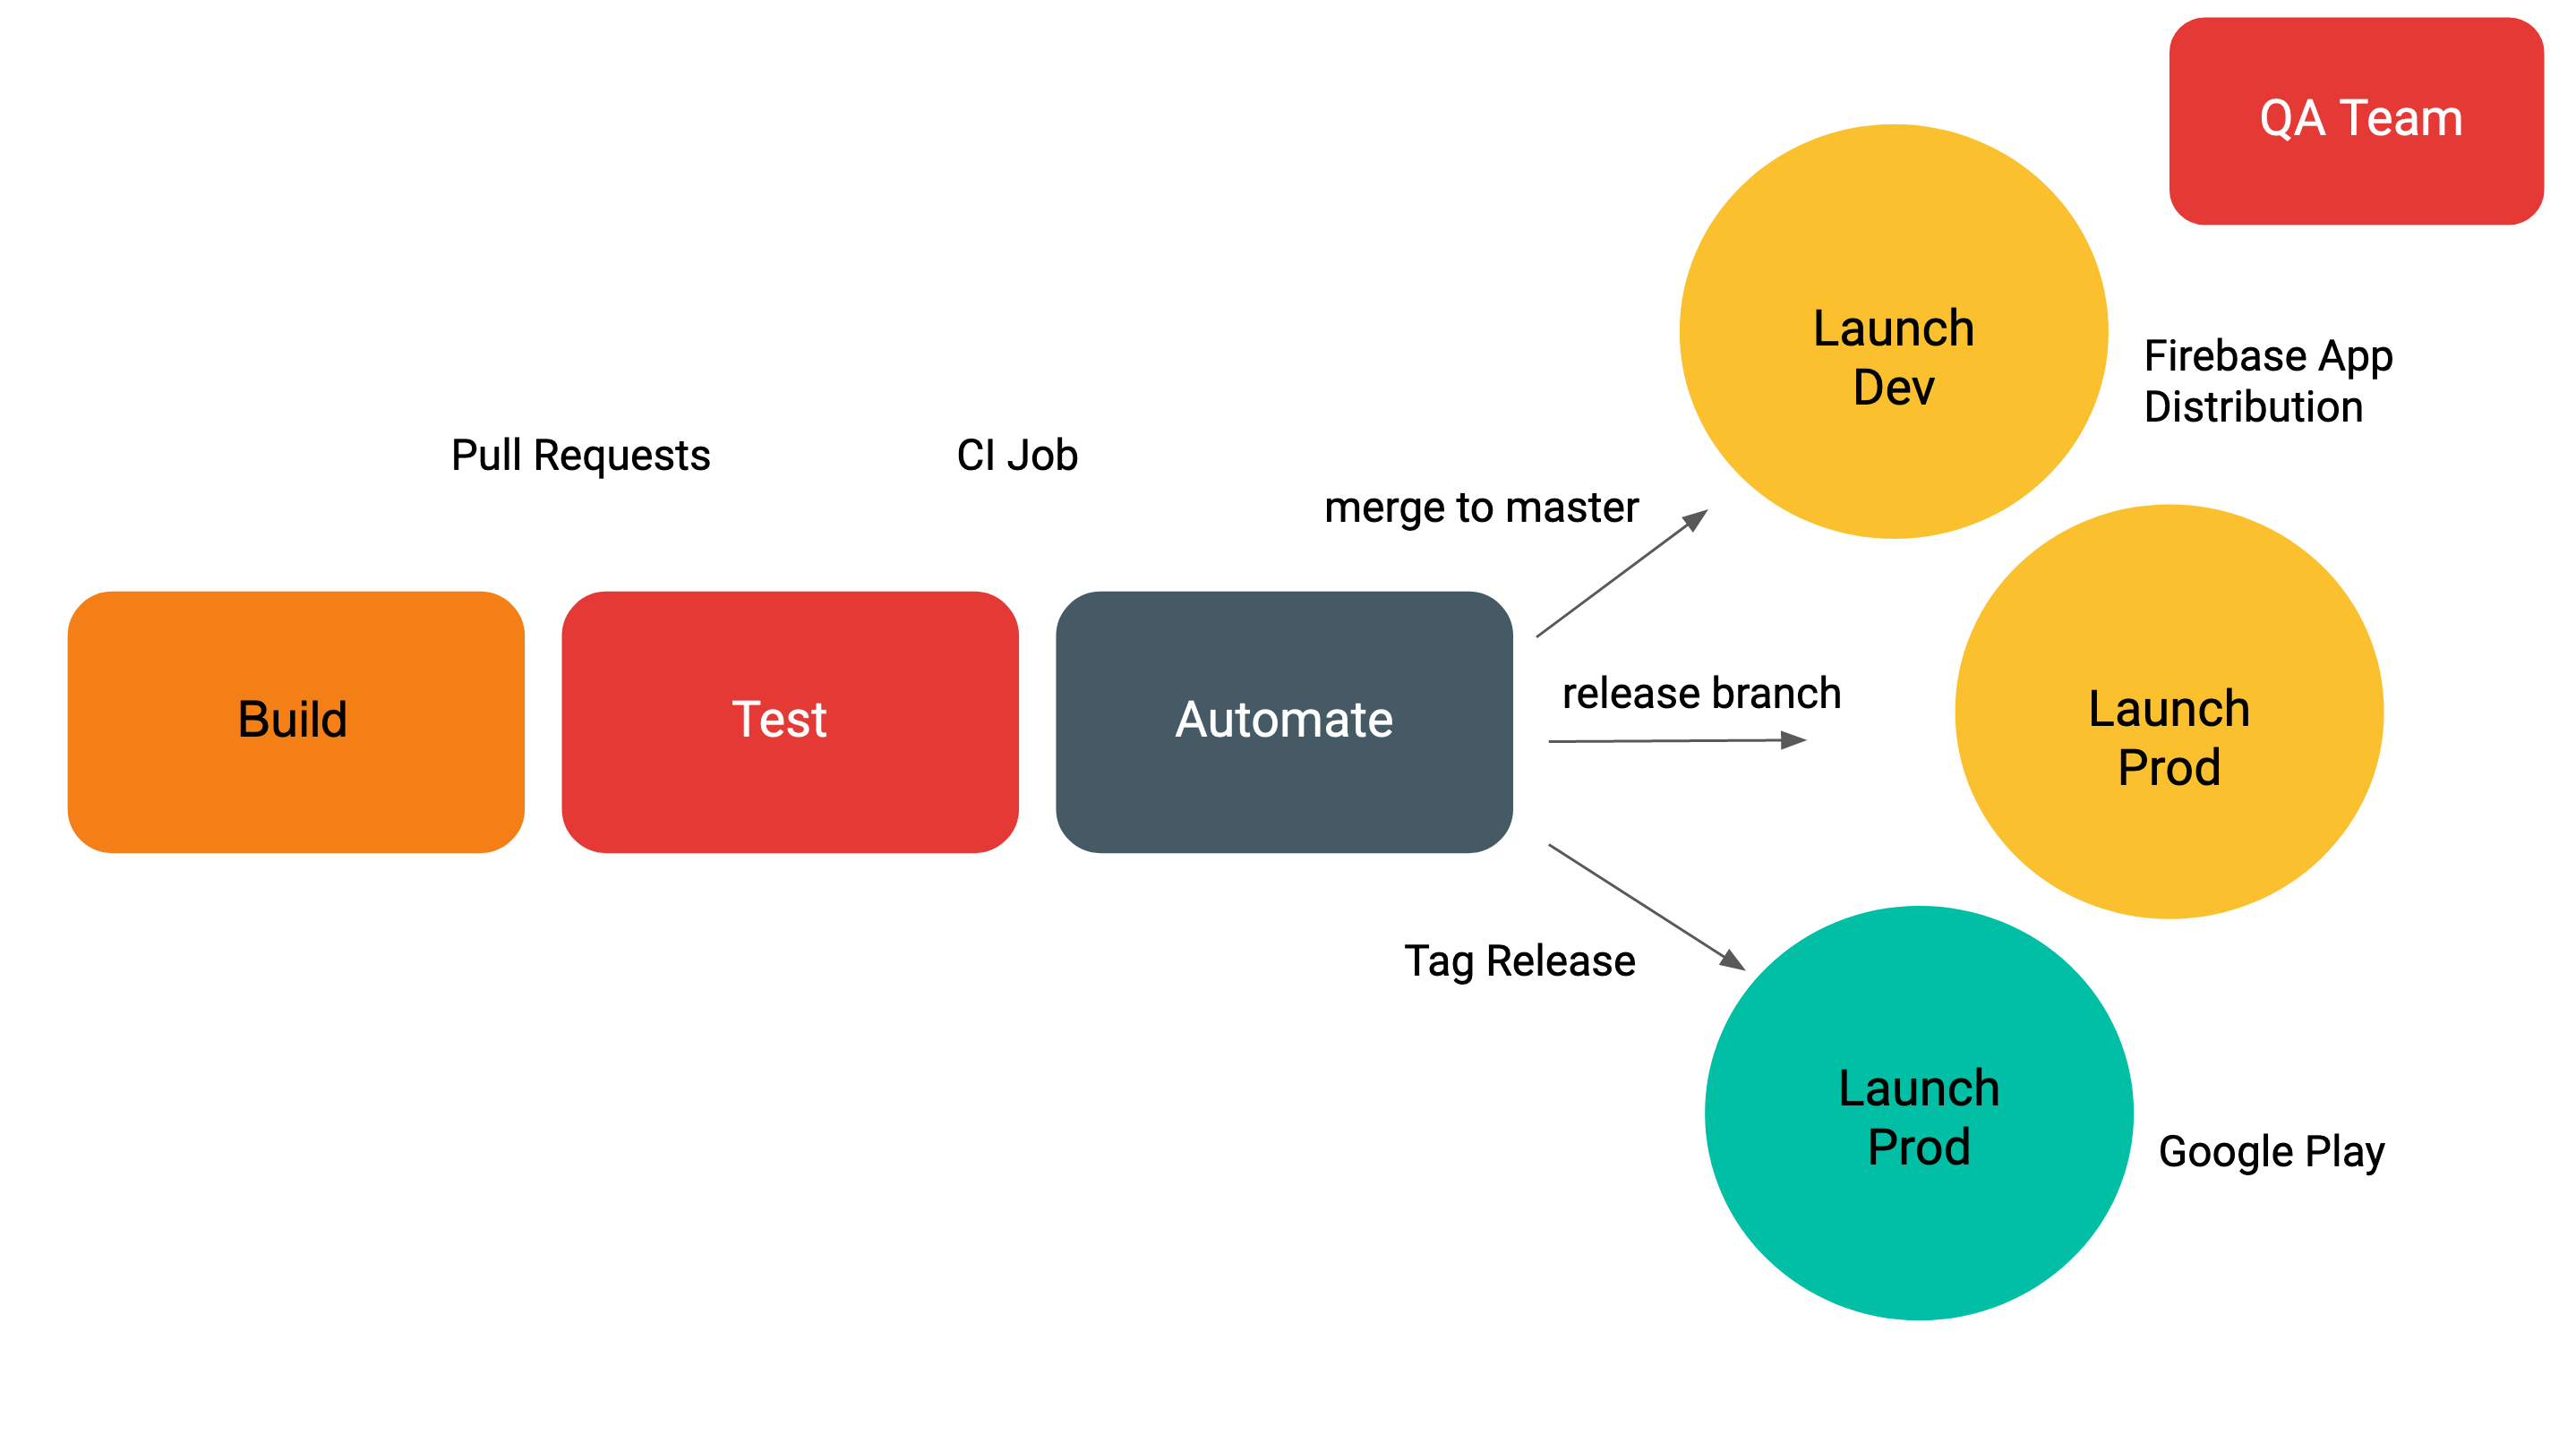 QA Team
Launch
Dev
Firebase App
Distribution
Pull Requests
CI Job
merge to master
Build
Test
Automate
release branch
Launch
Prod
Tag Release
Launch
Prod
Google Play